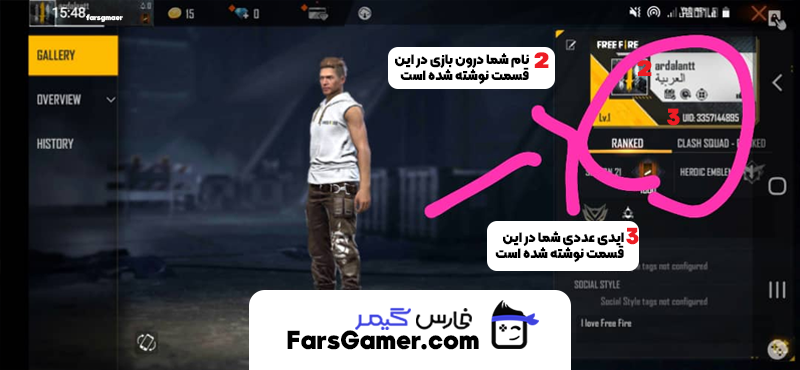 15:48
farsgmaer
15
0
GALLERY
OVERVIEW
HISTORY
2 نام شما درون بازی در این
قسمت نوشته شده است
FREE FIRE
2
ardalantt
العربية
Lv.1
3 UID: 3357144895
RANKED
CLASH SQUAD - RANKED
21
HEROIC EMBLEM
3 ایدی عددی شما در این
قسمت نوشته شده است
Style tags not configured
SOCIAL STYLE
Social Style tags not configured
I love Free Fire
فارس گیمر
FarsGamer.com